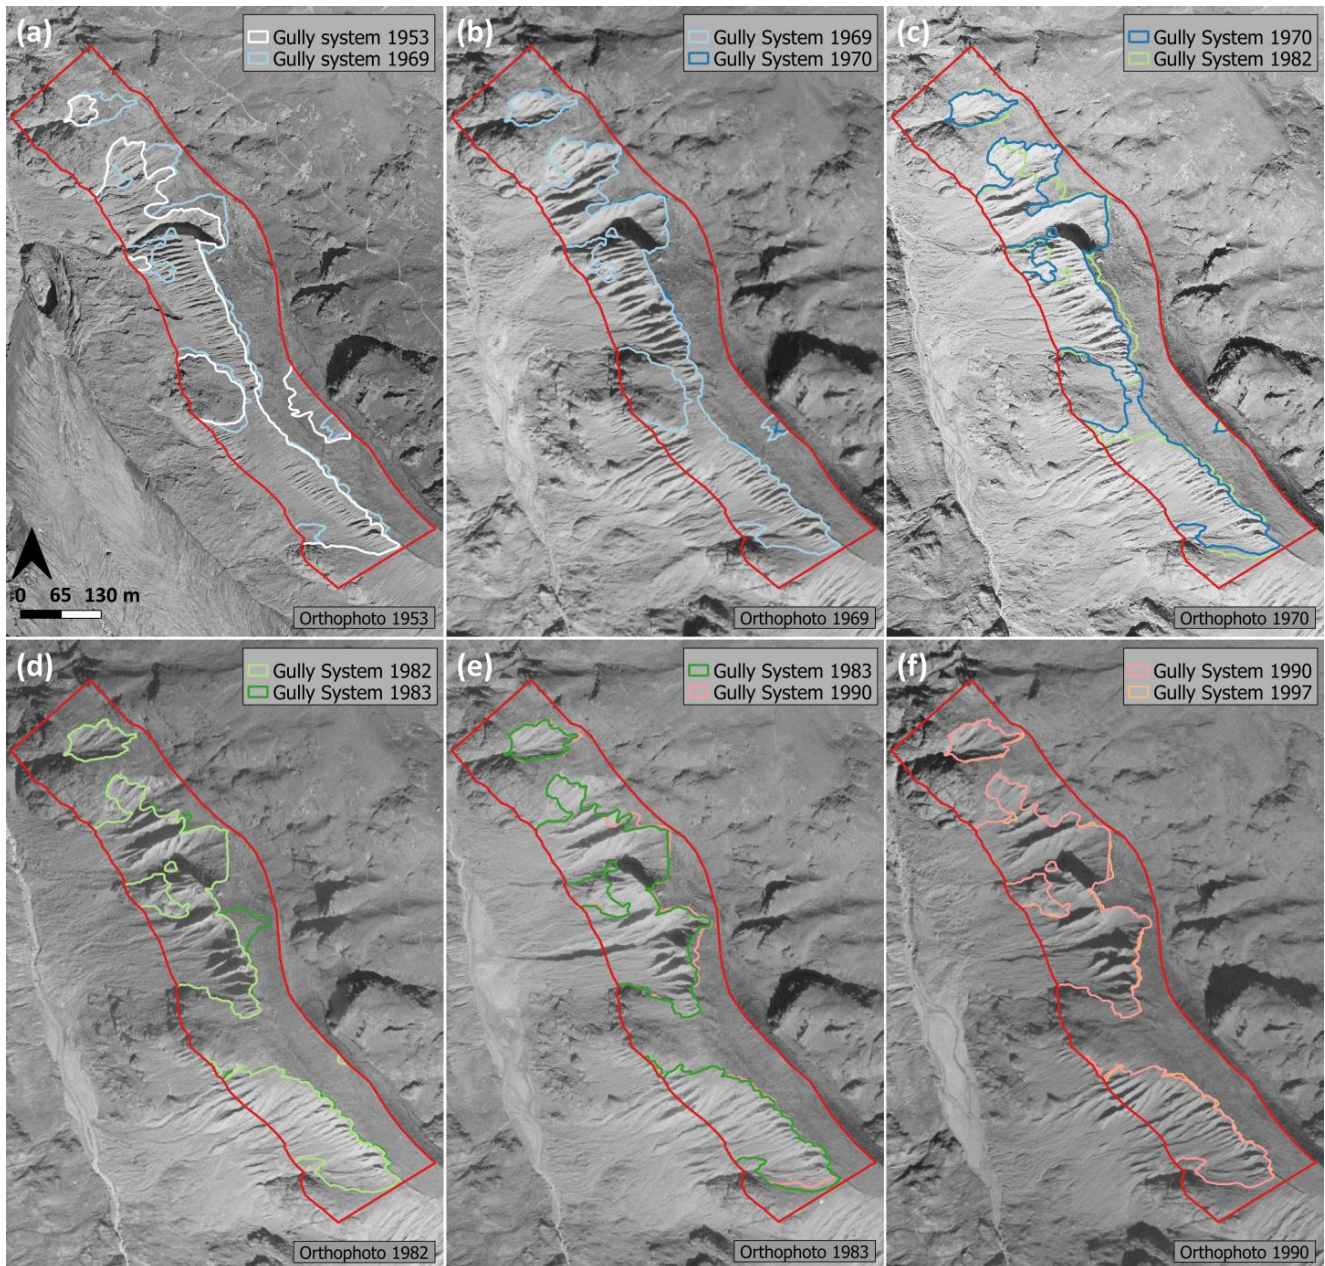 (a)
Gully system 1953
Gully system 1969
0 65 130 m
Orthophoto 1953
(b)
Gully System 1969
Gully System 1970
Orthophoto 1969
(c)
Gully System 1970
Gully System 1982
Orthophoto 1970
(d)
Gully System 1982
Gully System 1983
Orthophoto 1982
(e)
Gully System 1983
Gully System 1990
Orthophoto 1983
(f)
Gully System 1990
Gully System 1997
Orthophoto 1990